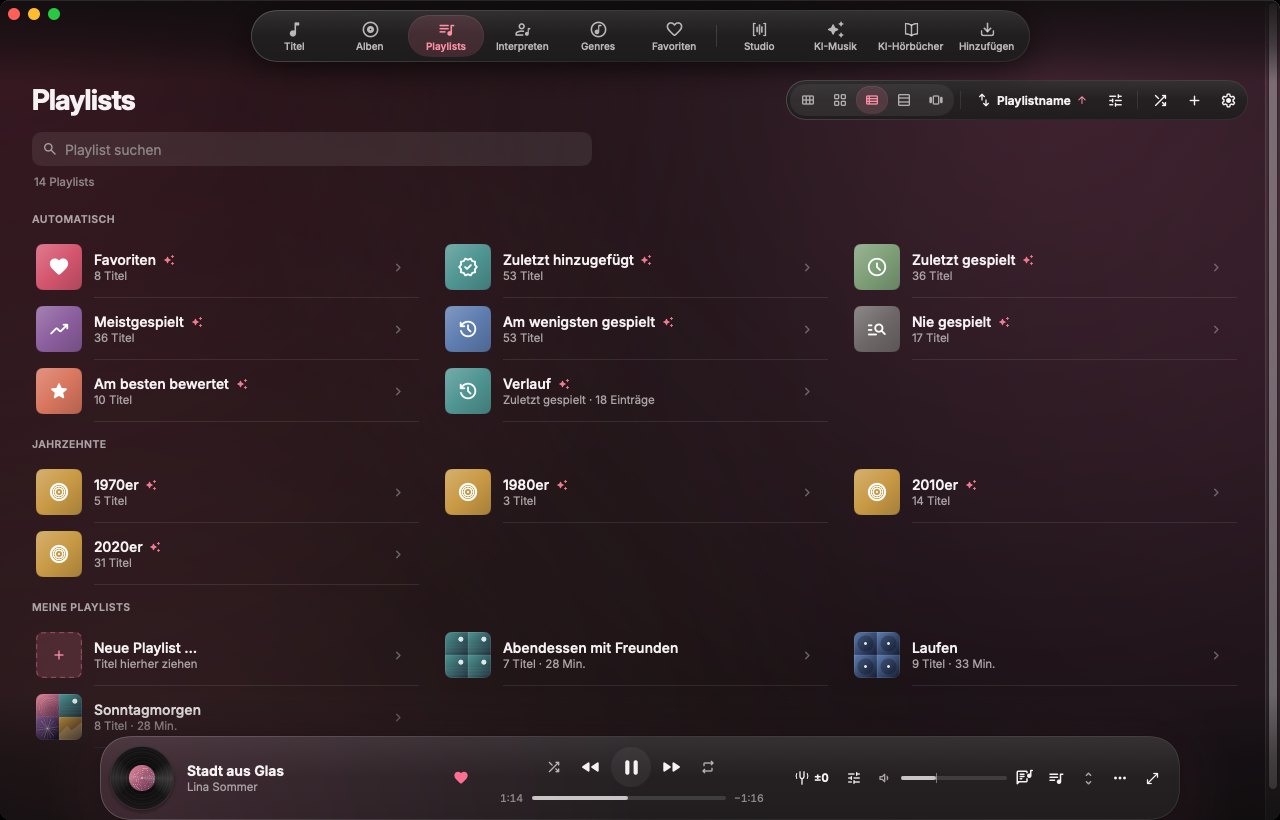 Titel
Alben
Playlists
Interpreten
Genres
Favoriten
Studio
KI-Musik
KI-Hörbücher
Hinzufügen
Playlists
Playlistname
Playlist suchen
14 Playlists
AUTOMATISCH
Favoriten
8 Titel
Zuletzt hinzugefügt
53 Titel
Zuletzt gespielt
36 Titel
Meistgespielt
36 Titel
Am wenigsten gespielt
53 Titel
Nie gespielt
17 Titel
Am besten bewertet
10 Titel
Verlauf
Zuletzt gespielt · 18 Einträge
JAHRZEHNTE
1970er
5 Titel
1980er
3 Titel
2010er
14 Titel
2020er
31 Titel
MEINE PLAYLISTS
Neue Playlist ...
Titel hierher ziehen
Abendessen mit Freunden
7 Titel · 28 Min.
Laufen
9 Titel · 33 Min.
Sonntagmorgen
8 Titel · 28 Min.
Stadt aus Glas
Lina Sommer
1:14
−1:16
±0